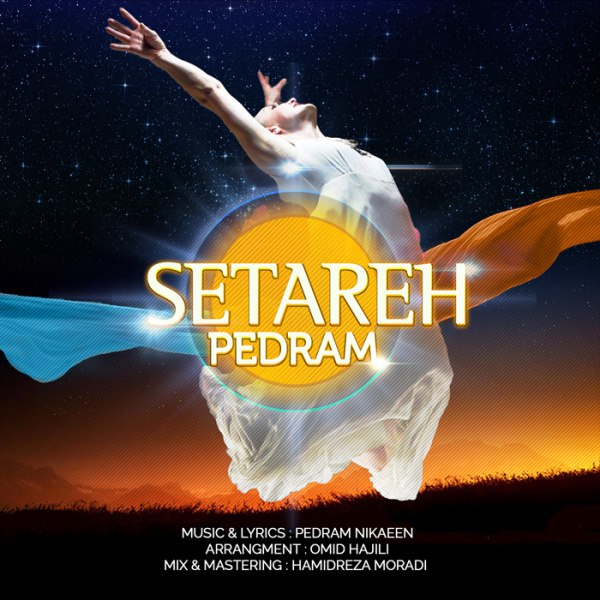 SETAREH
PEDRAM
MUSIC & LYRICS : PEDRAM NIKAEEN
ARRANGMENT : OMID HAJILI
MIX & MASTERING : HAMIDREZA MORADI